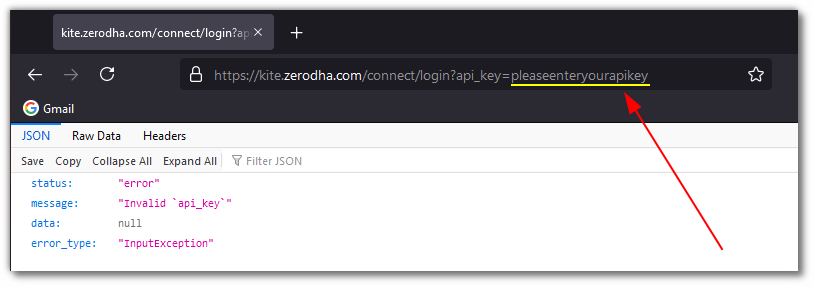 kite.zerodha.com/connect/login?ap
https://kite.zerodha.com/connect/login?api_key=pleaseenteryourapikey
Gmail
JSON Raw Data Headers
Save Copy Collapse All Expand All Filter JSON
status: "error"
message: "Invalid `api_key`"
data: null
error_type: "InputException"